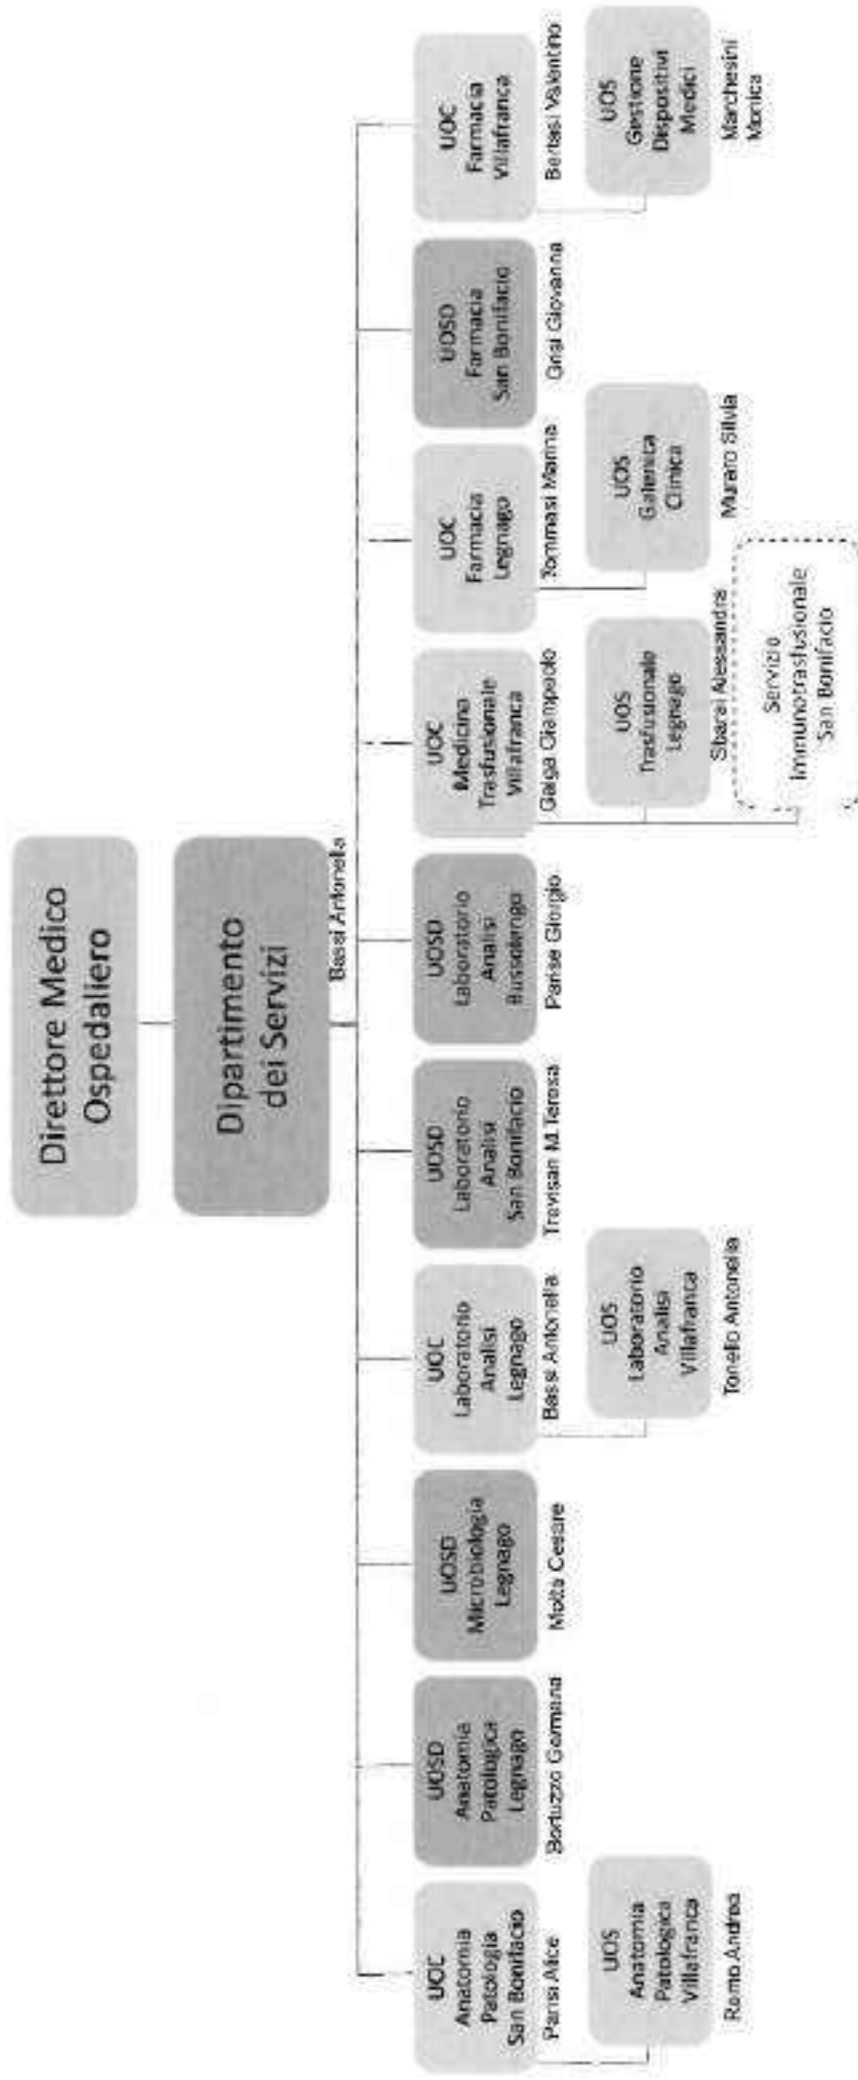 Direttore Medico
Ospedaliero
Dipartimento
dei Servizi
Bassi Antonella
UOC
Anatomia
Patologia
San Bonifacio
Parisi Alice
UOS
Anatomia
Patologica
Villafranca
Remo Andrea
UOSD
Anatomia
Patologica
Legnago
Bortuzzo Germana
UOSD
Microbiologia
Legnago
Motta Cesare
UOC
Laboratorio
Analisi
Legnago
Bassi Antonella
UOS
Laboratorio
Analisi
Villafranca
Tonello Antonella
UOSD
Laboratorio
Analisi
San Bonifacio
Trevisan M.Teresa
UOSD
Laboratorio
Analisi
Bussolengo
Parise Giorgio
UOC
Medicina
Trasfusionale
Villafranca
Gaiga Giampaolo
UOS
Trasfusionale
Legnago
Sbarai Alessandra
Servizio
Immunotrasfusionale
San Bonifacio
UOC
Farmacia
Legnago
Tommasi Marina
UOS
Galenica
Clinica
Muraro Silvia
UOSD
Farmacia
San Bonifacio
Giovanna
UOC
Farmacia
Villafranca
Bertasi Valentino
UOS
Gestione
Dispositivi
Medici
Marchesini
Monica